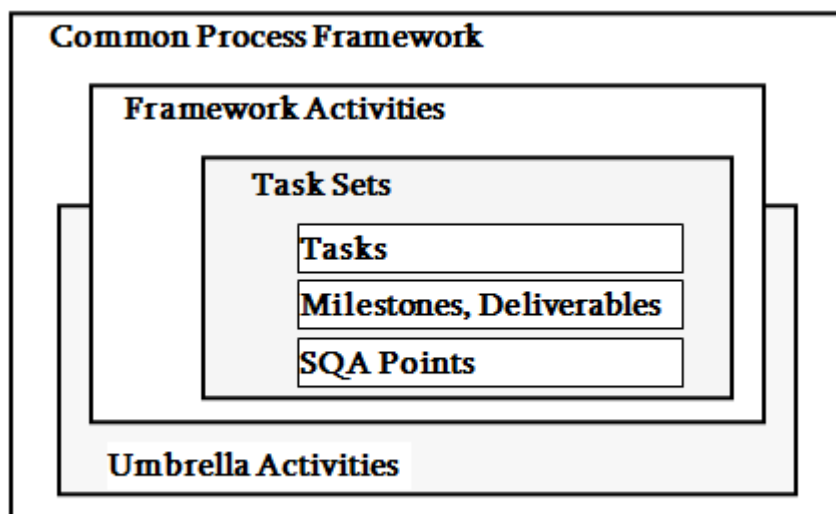 Common Process Framework
Framework Activities
Task Sets
Tasks
Milestones, Deliverables
SQA Points
Umbrella Activities